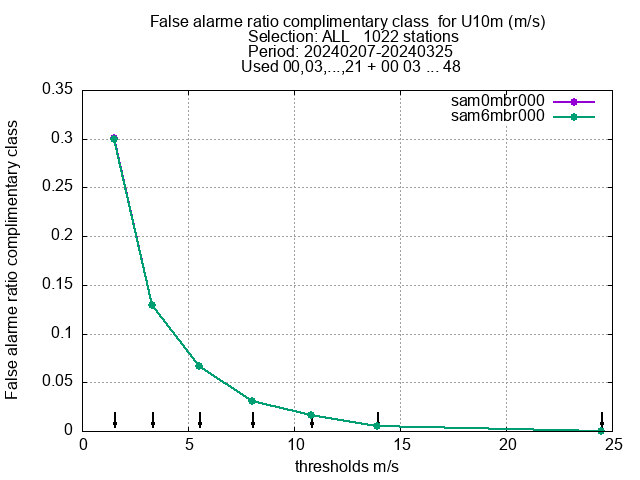 False alarme ratio complimentary class  for U10m (m/s)
Selection: ALL   1022 stations
Period: 20240207-20240325
Used 00,03,...,21 + 00 03 ... 48
sam0mbr000
sam6mbr000
False alarme ratio complimentary class
0.35
0.3
0.25
0.2
0.15
0.1
0.05
0
0 5 10 15 20 25
thresholds m/s